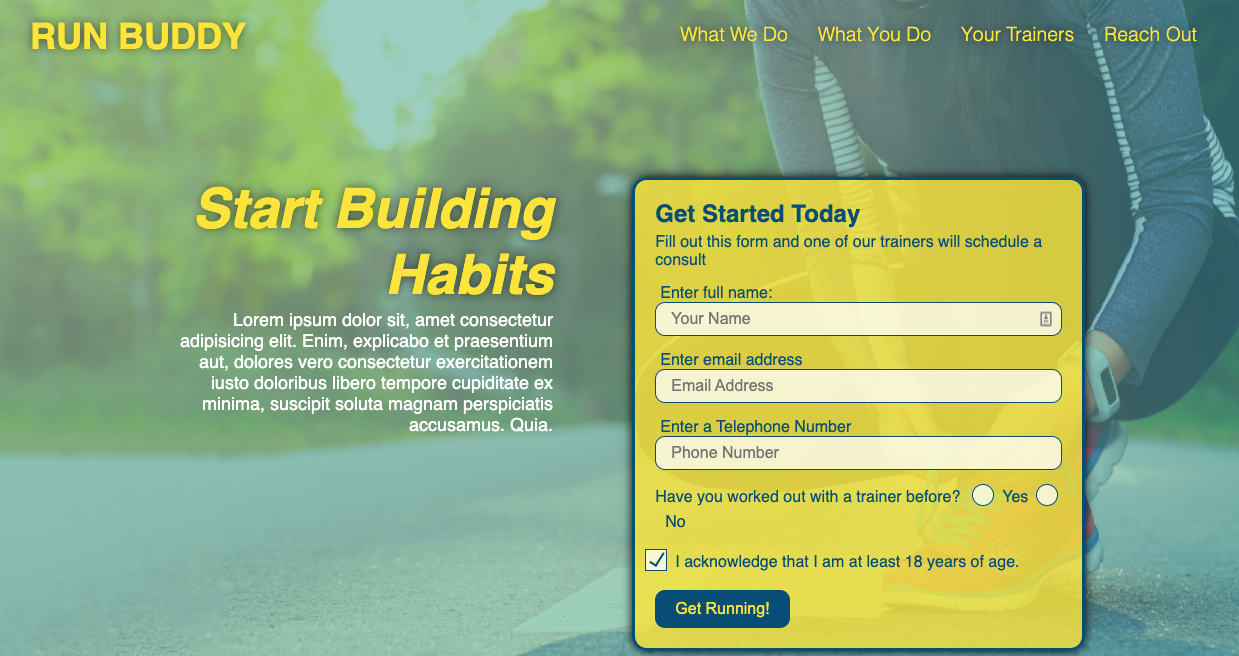 RUN BUDDY
What We Do
What You Do
Your Trainers
Reach Out
Start Building
Habits
Lorem ipsum dolor sit, amet consectetur
adipisicing elit. Enim, explicabo et praesentium
aut, dolores vero consectetur exercitationem
iusto doloribus libero tempore cupiditate ex
minima, suscipit soluta magnam perspiciatis
accusamus. Quia.
Get Started Today
Fill out this form and one of our trainers will schedule a
consult
Enter full name:
Your Name
Enter email address
Email Address
Enter a Telephone Number
Phone Number
Have you worked out with a trainer before? Yes
No
I acknowledge that I am at least 18 years of age.
Get Running!